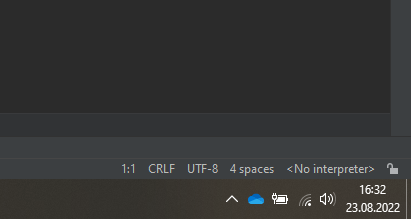 1:1 CRLF UTF-8 4 spaces <No interpreter>
16:32
23.08.2022